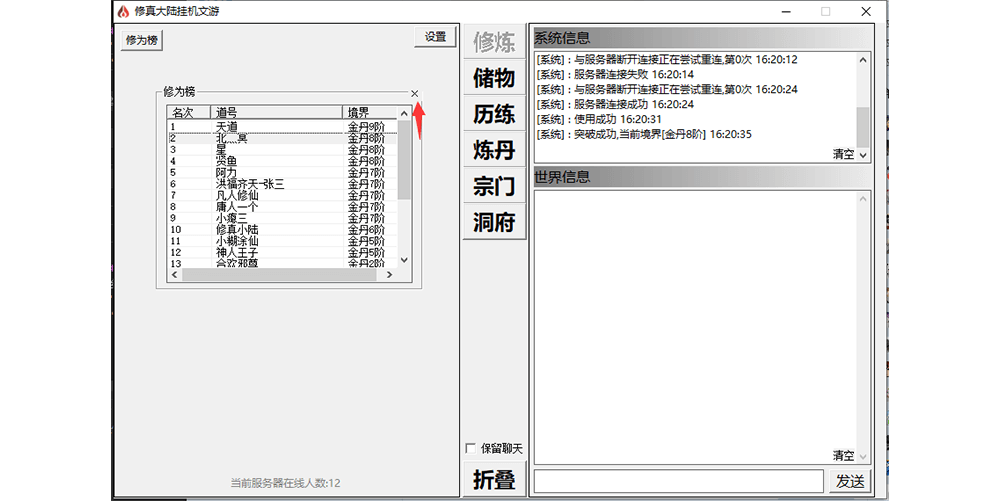 修真大陆挂机文游
修为榜
设置
修为榜
名次 道号 境界
1 天道 金丹9阶
2 北灬冥 金丹8阶
3 星 金丹8阶
4 贤鱼 金丹8阶
5 阿力 金丹7阶
6 洪福齐天-张三 金丹7阶
7 凡人修仙 金丹7阶
8 庸人一个 金丹7阶
9 小瘪三 金丹7阶
10 修真小陆 金丹6阶
11 小糊涂仙 金丹5阶
12 神人王子 金丹5阶
13 合欢邪尊 金丹2阶
当前服务器在线人数:12
修炼
储物
历练
炼丹
宗门
洞府
保留聊天
折叠
系统信息
[系统]：与服务器断开连接正在尝试重连,第0次 16:20:12
[系统]：服务器连接失败 16:20:14
[系统]：与服务器断开连接正在尝试重连,第0次 16:20:24
[系统]：服务器连接成功 16:20:24
[系统]：使用成功 16:20:31
[系统]：突破成功,当前境界[金丹8阶] 16:20:35
清空
世界信息
清空
发送